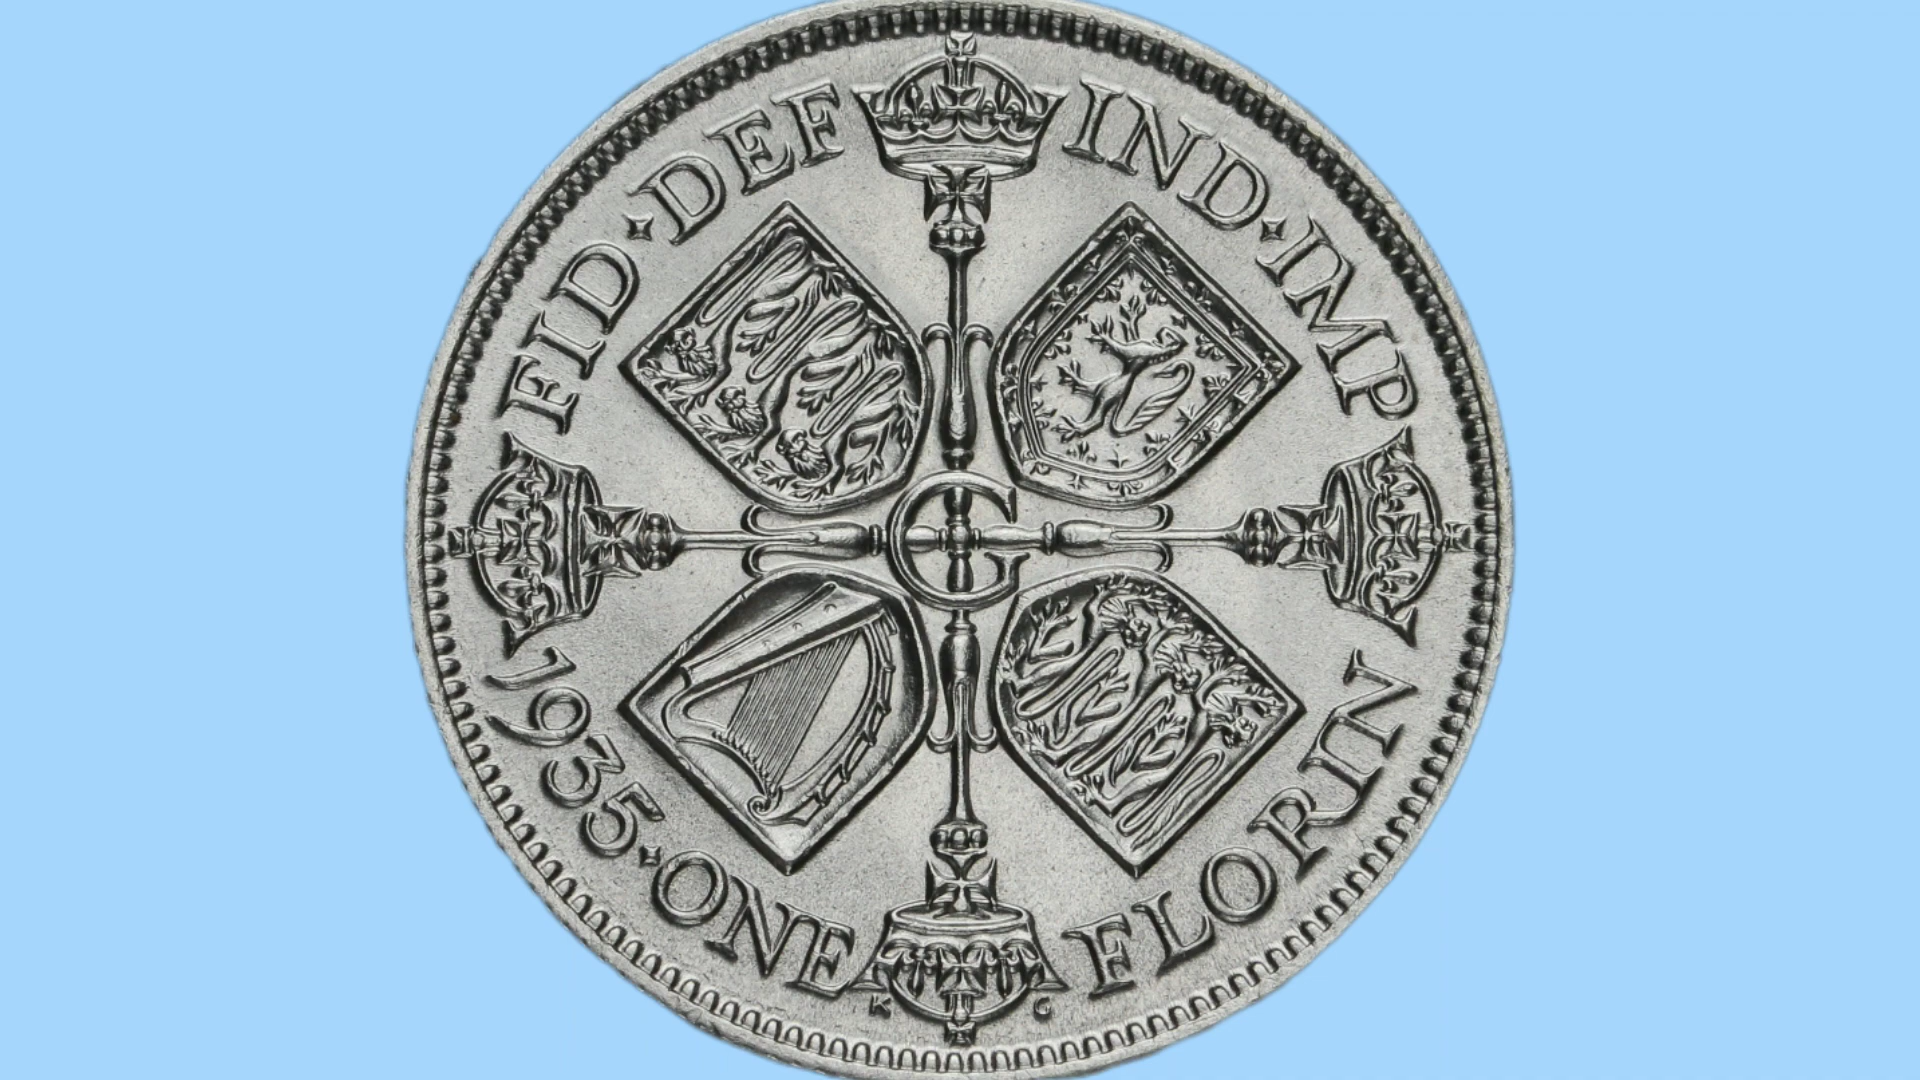 FID·DEF IND·IMP
G
1935·ONE FLORIN
K G